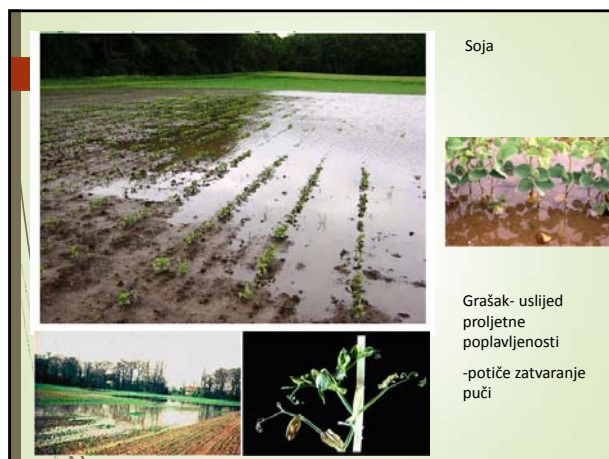 Soja
Grašak- uslijed
proljetne
poplavljenosti
-potiče zatvaranje
puči